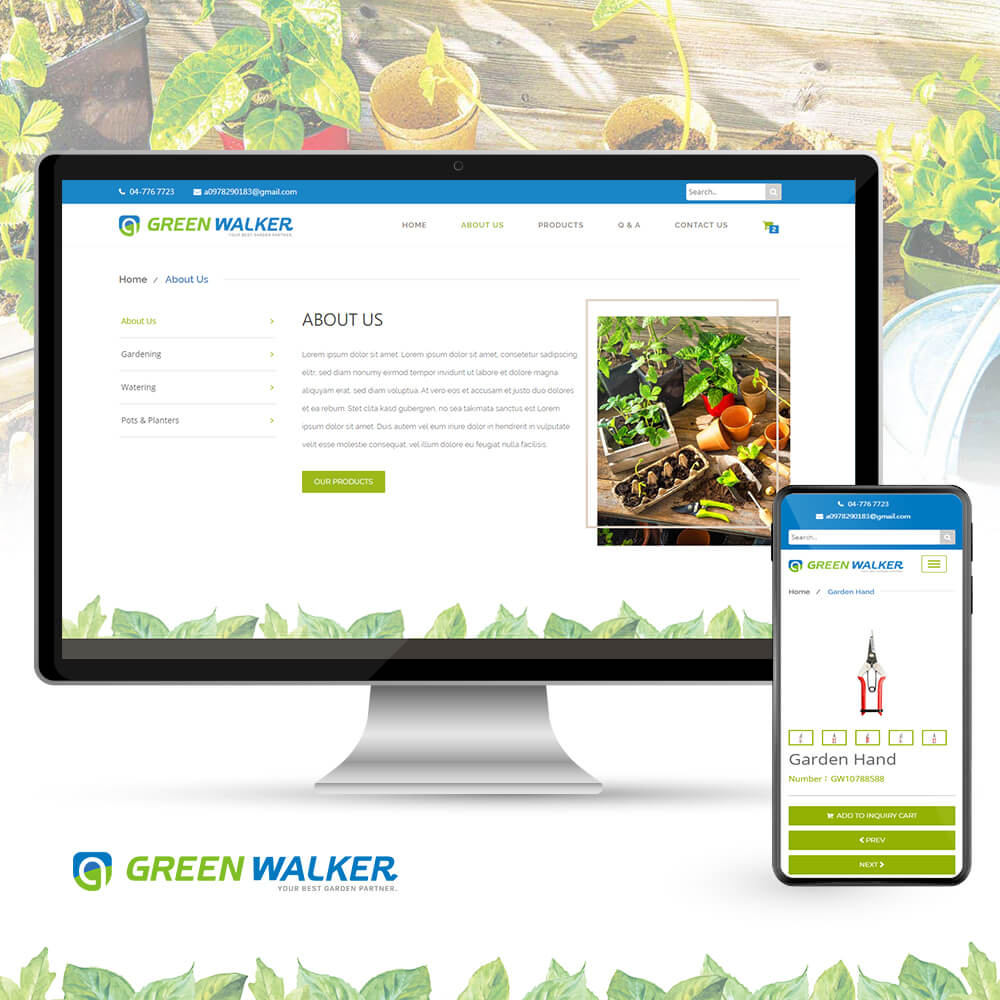 04-776 7723
a0978290183@gmail.com
Search..
GREEN WALKER
YOUR BEST GARDEN PARTNER.
HOME
ABOUT US
PRODUCTS
Q & A
CONTACT US
2
Home / About Us
About Us
Gardening
Watering
Pots & Planters
ABOUT US
Lorem ipsum dolor sit amet. Lorem ipsum dolor sit amet, consetetur sadipscing
elitr, sed diam nonumy eirmod tempor invidunt ut labore et dolore magna
aliquyam erat, sed diam voluptua. At vero eos et accusam et justo duo dolores
et ea rebum. Stet clita kasd gubergren, no sea takimata sanctus est Lorem
ipsum dolor sit amet. Duis autem vel eum iriure dolor in hendrerit in vulputate
velit esse molestie consequat, vel illum dolore eu feugiat nulla facilisis.
OUR PRODUCTS
04-776 7723
a0978290183@gmail.com
Search..
GREEN WALKER
Home / Garden Hand
Garden Hand
Number：GW10788588
ADD TO INQUIRY CART
PREV
NEXT
GREEN WALKER
YOUR BEST GARDEN PARTNER.